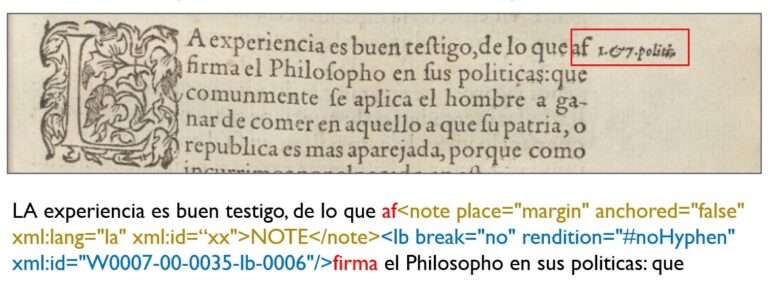 LA experiencia es buen teſtigo, de lo que af 1.&7.polit.
firma el Philoſopho en ſus politicas: que
comunmente ſe aplica el hombre a ga-
nar de comer en aquello a que ſu patria, o
republica es mas aparejada, porque como
LA experiencia es buen testigo, de lo que af<note place="margin" anchored="false"
xml:lang="la" xml:id=“xx">NOTE</note><lb break="no" rendition="#noHyphen"
xml:id="W0007-00-0035-lb-0006"/>firma el Philosopho en sus politicas: que